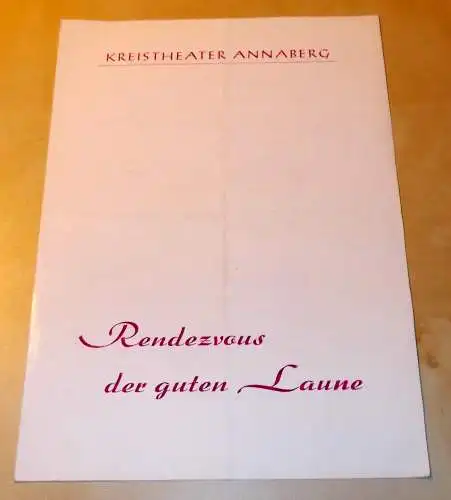 KREISTHEATER ANNABERG
Rendezvous
der guten Laune